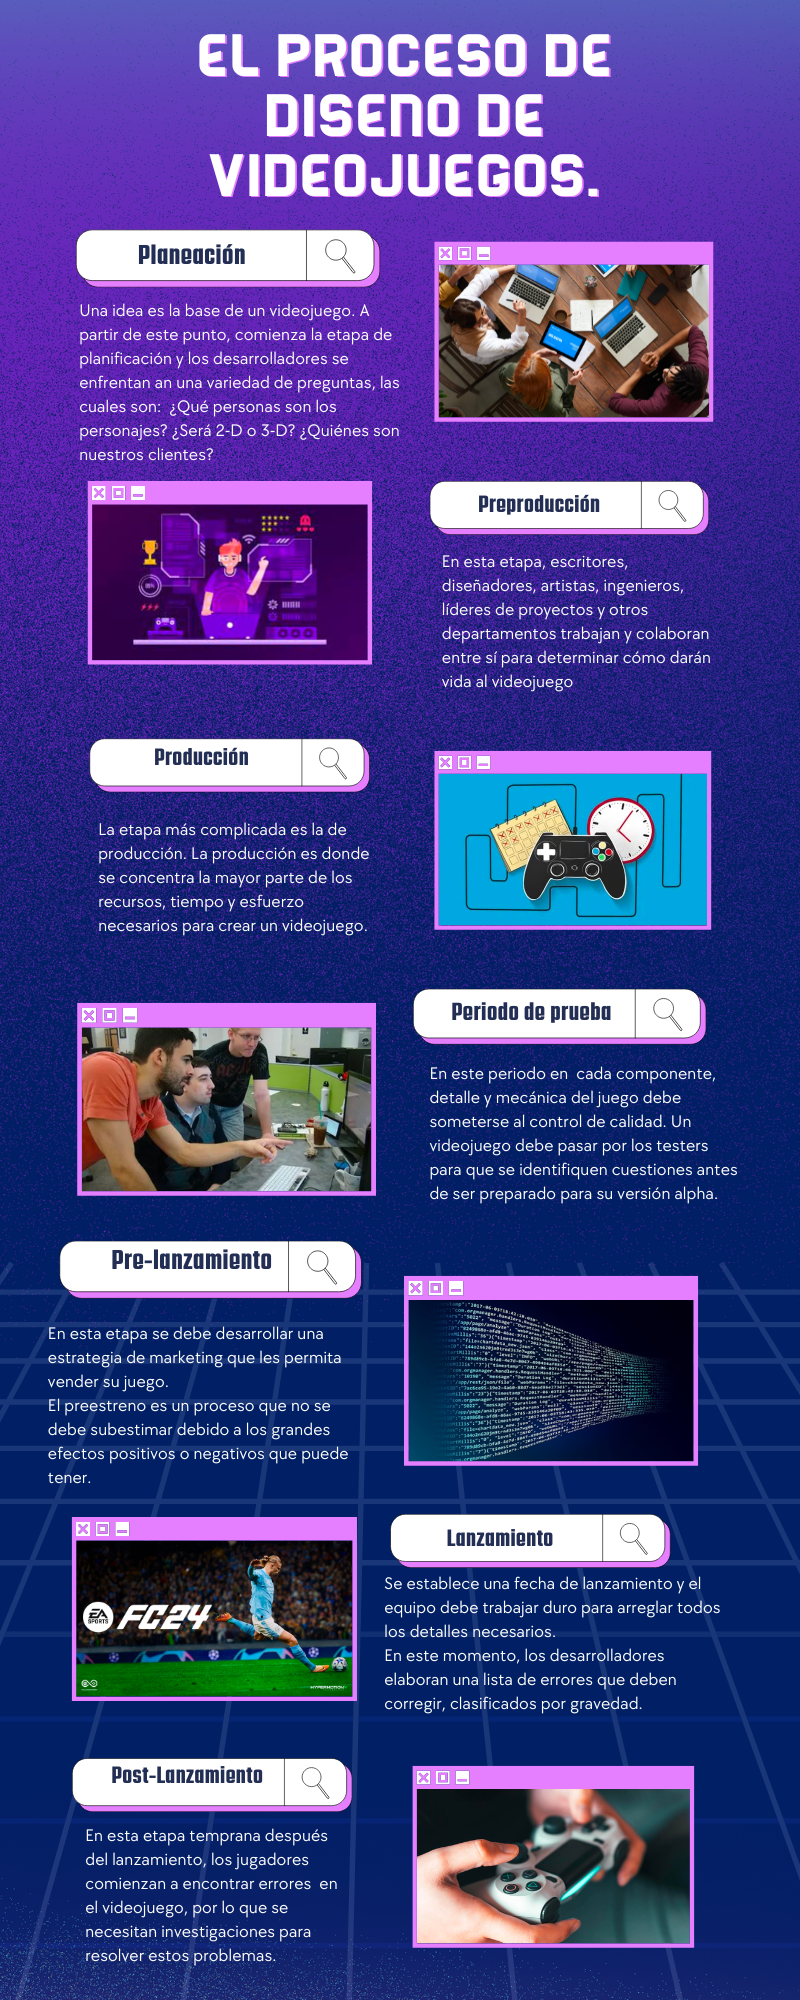 EL PROCESO DE
DISENO DE
VIDEOJUEGOS.
Planeación
Una idea es la base de un videojuego. A
partir de este punto, comienza la etapa de
planificación y los desarrolladores se
enfrentan an una variedad de preguntas, las
cuales son:  ¿Qué personas son los
personajes? ¿Será 2-D o 3-D? ¿Quiénes son
nuestros clientes?
Preproducción
En esta etapa, escritores,
diseñadores, artistas, ingenieros,
líderes de proyectos y otros
departamentos trabajan y colaboran
entre sí para determinar cómo darán
vida al videojuego
Producción
La etapa más complicada es la de
producción. La producción es donde
se concentra la mayor parte de los
recursos, tiempo y esfuerzo
necesarios para crear un videojuego.
Periodo de prueba
En este periodo en  cada componente,
detalle y mecánica del juego debe
someterse al control de calidad. Un
videojuego debe pasar por los testers
para que se identifiquen cuestiones antes
de ser preparado para su versión alpha.
Pre-lanzamiento
En esta etapa se debe desarrollar una
estrategia de marketing que les permita
vender su juego.
El preestreno es un proceso que no se
debe subestimar debido a los grandes
efectos positivos o negativos que puede
tener.
EA
SPORTS
FC24
HYPERMOTION
Lanzamiento
Se establece una fecha de lanzamiento y el
equipo debe trabajar duro para arreglar todos
los detalles necesarios.
En este momento, los desarrolladores
elaboran una lista de errores que deben
corregir, clasificados por gravedad.
Post-Lanzamiento
En esta etapa temprana después
del lanzamiento, los jugadores
comienzan a encontrar errores  en
el videojuego, por lo que se
necesitan investigaciones para
resolver estos problemas.